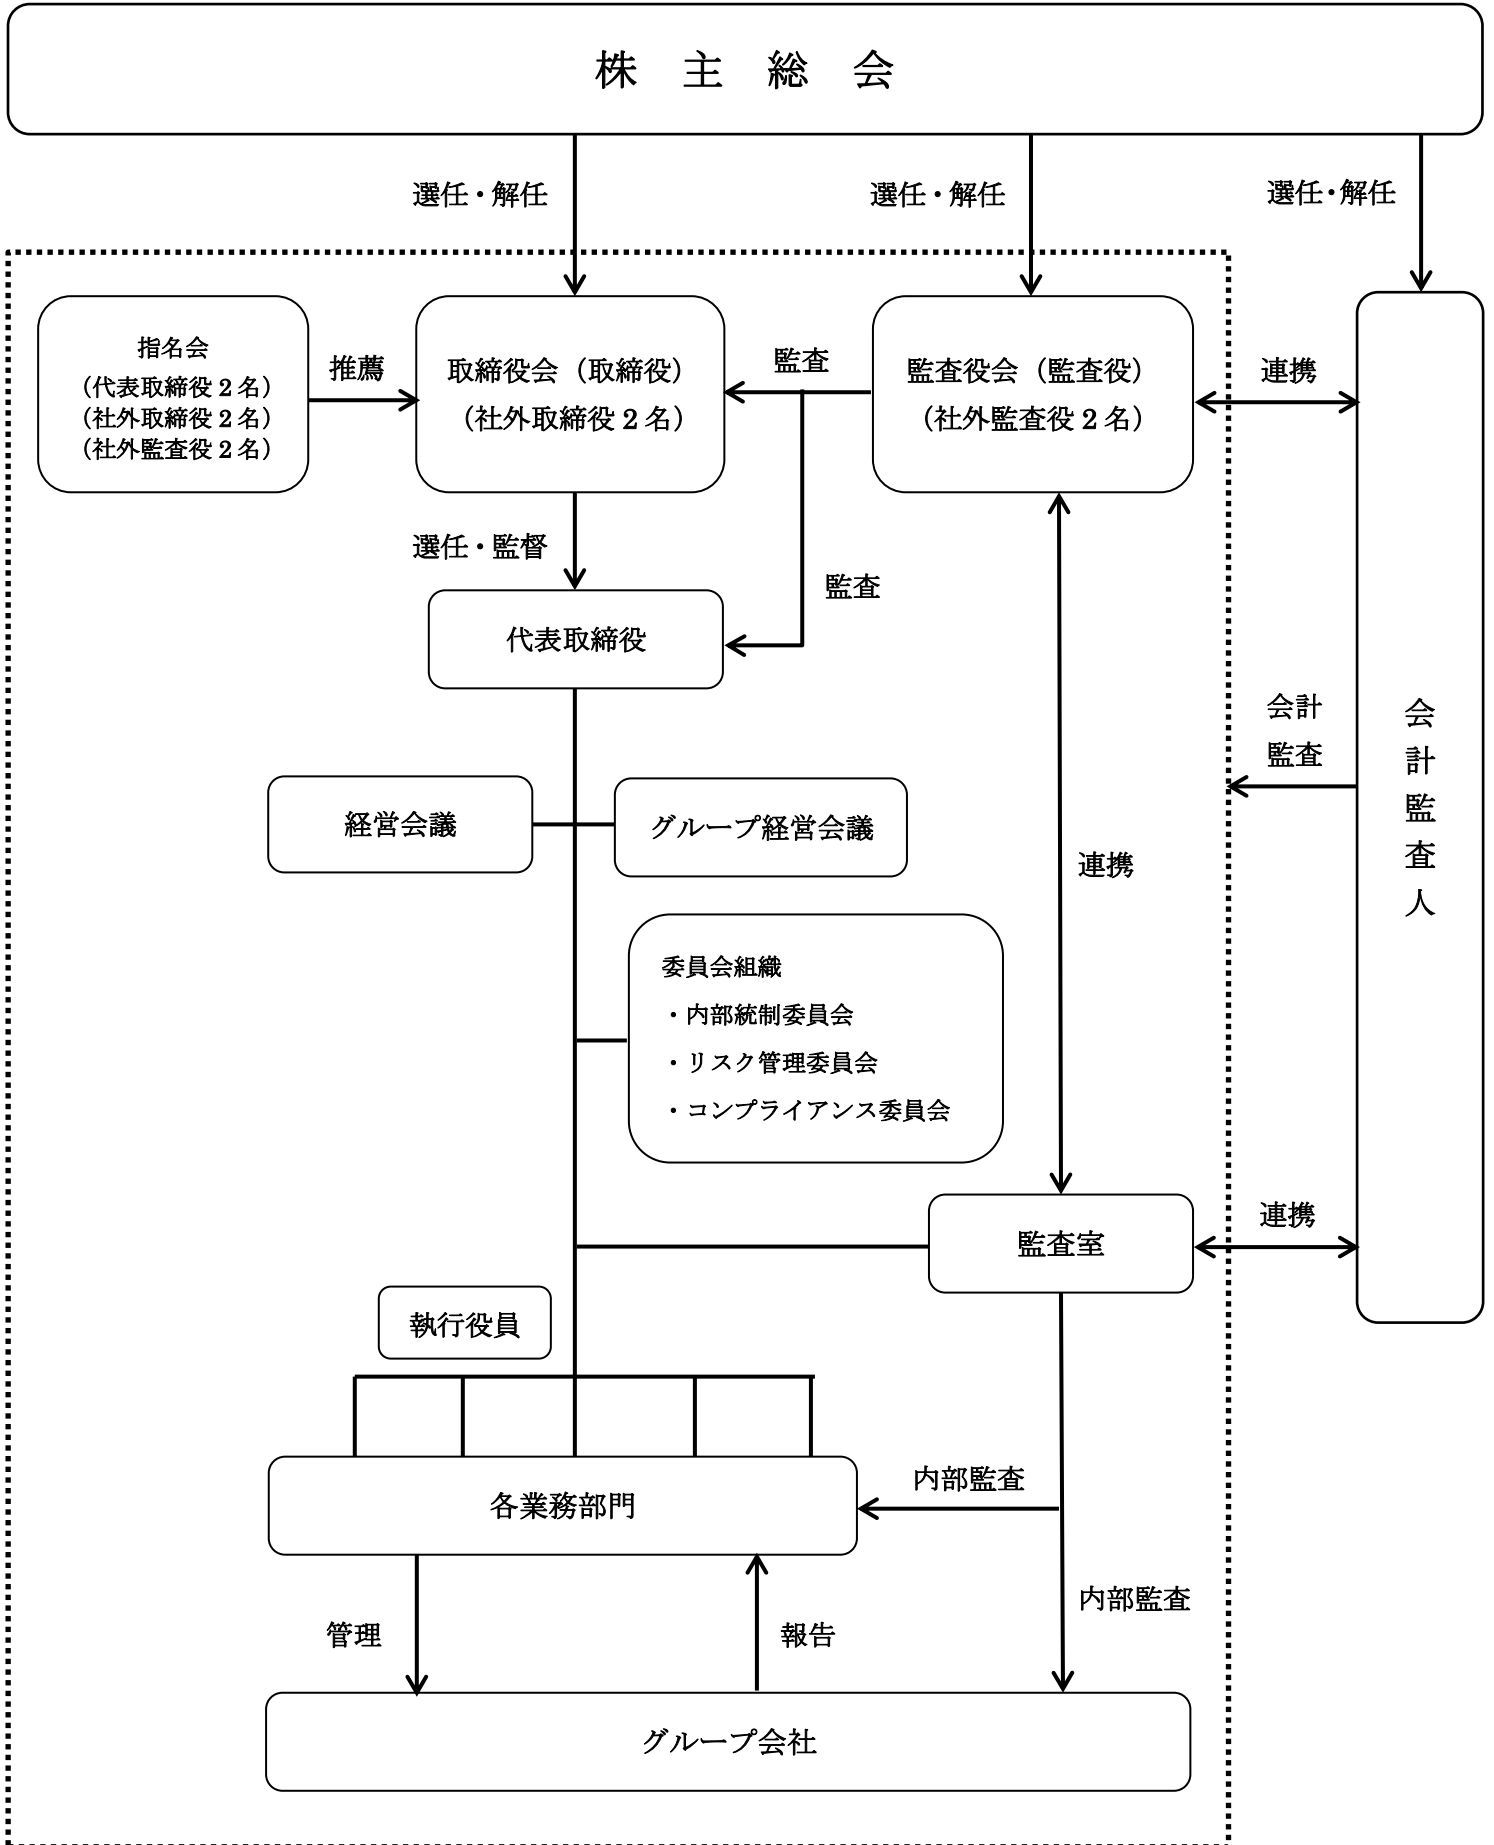 株　主　総　会
選任・解任
選任・解任
選任・解任
指名会
（代表取締役２名）
（社外取締役２名）
（社外監査役２名）
推薦
取締役会（取締役）
（社外取締役２名）
監査
監査役会（監査役）
（社外監査役２名）
連携
選任・監督
監査
代表取締役
会計
監査
会計監査人
経営会議
グループ経営会議
連携
委員会組織
・内部統制委員会
・リスク管理委員会
・コンプライアンス委員会
監査室
連携
執行役員
各業務部門
内部監査
内部監査
管理
報告
グループ会社